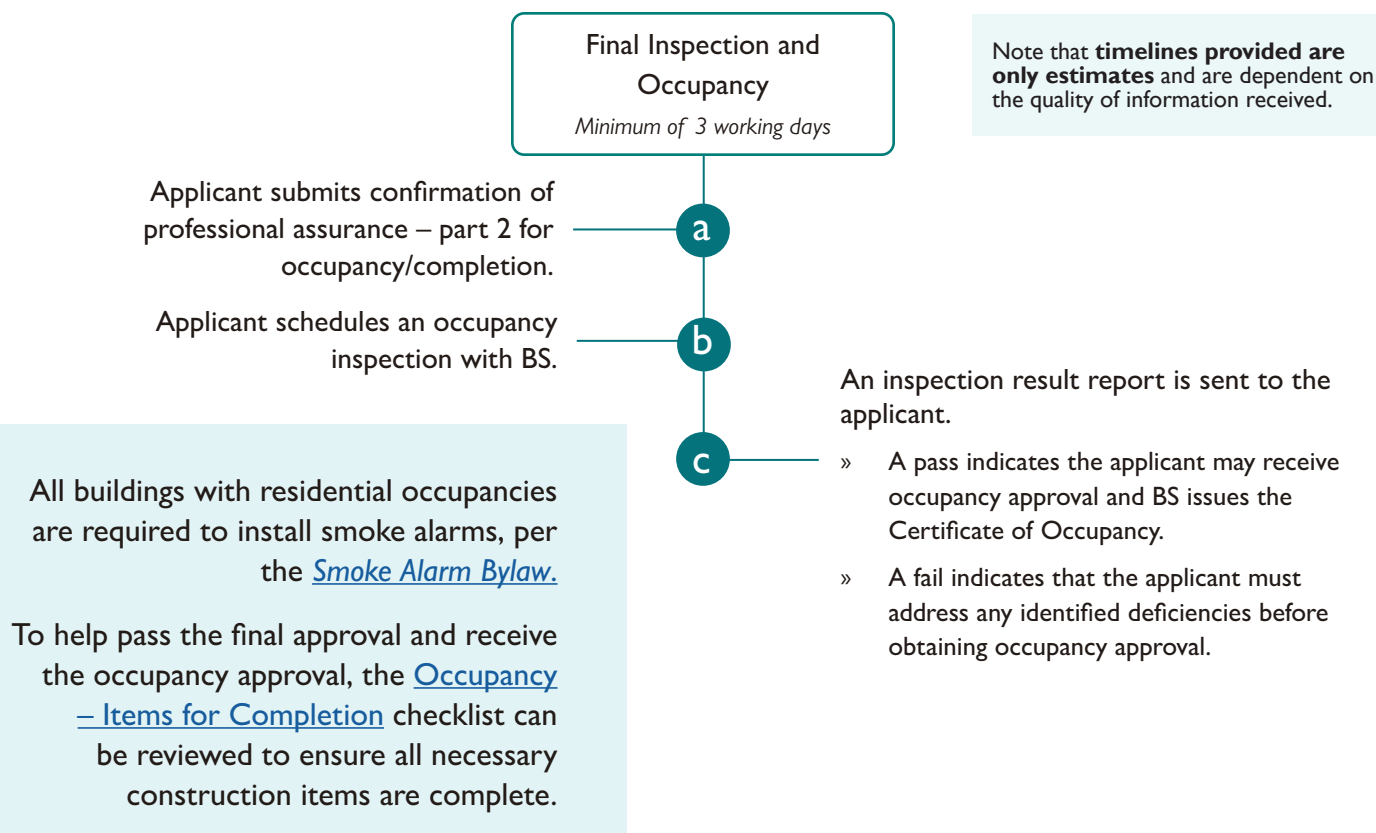 Final Inspection and
Occupancy
Minimum of 3 working days
Note that timelines provided are
only estimates and are dependent on
the quality of information received.
Applicant submits confirmation of
professional assurance – part 2 for
occupancy/completion.
a
Applicant schedules an occupancy
inspection with BS.
b
An inspection result report is sent to the
applicant.
c
» A pass indicates the applicant may receive
occupancy approval and BS issues the
Certificate of Occupancy.
» A fail indicates that the applicant must
address any identified deficiencies before
obtaining occupancy approval.
All buildings with residential occupancies
are required to install smoke alarms, per
the Smoke Alarm Bylaw.
To help pass the final approval and receive
the occupancy approval, the Occupancy
– Items for Completion checklist can
be reviewed to ensure all necessary
construction items are complete.